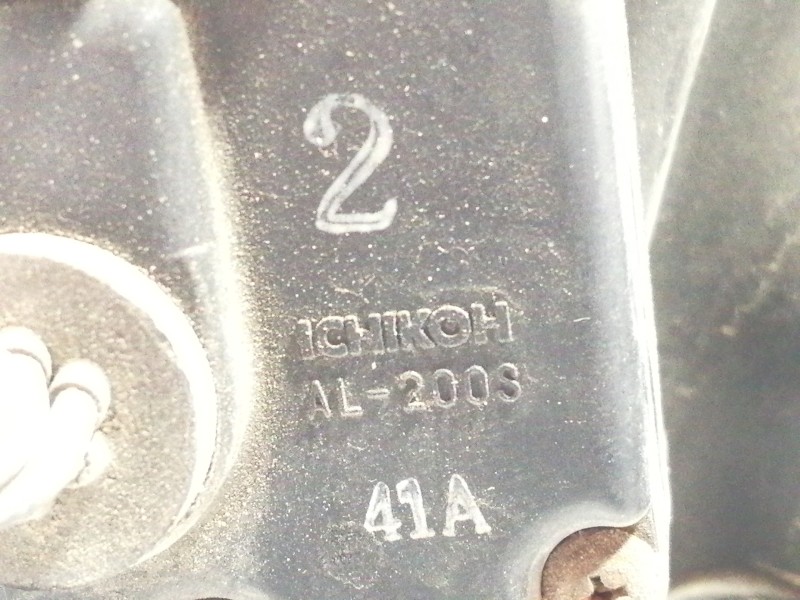 2
ICHIKOH
AL-200S
41A